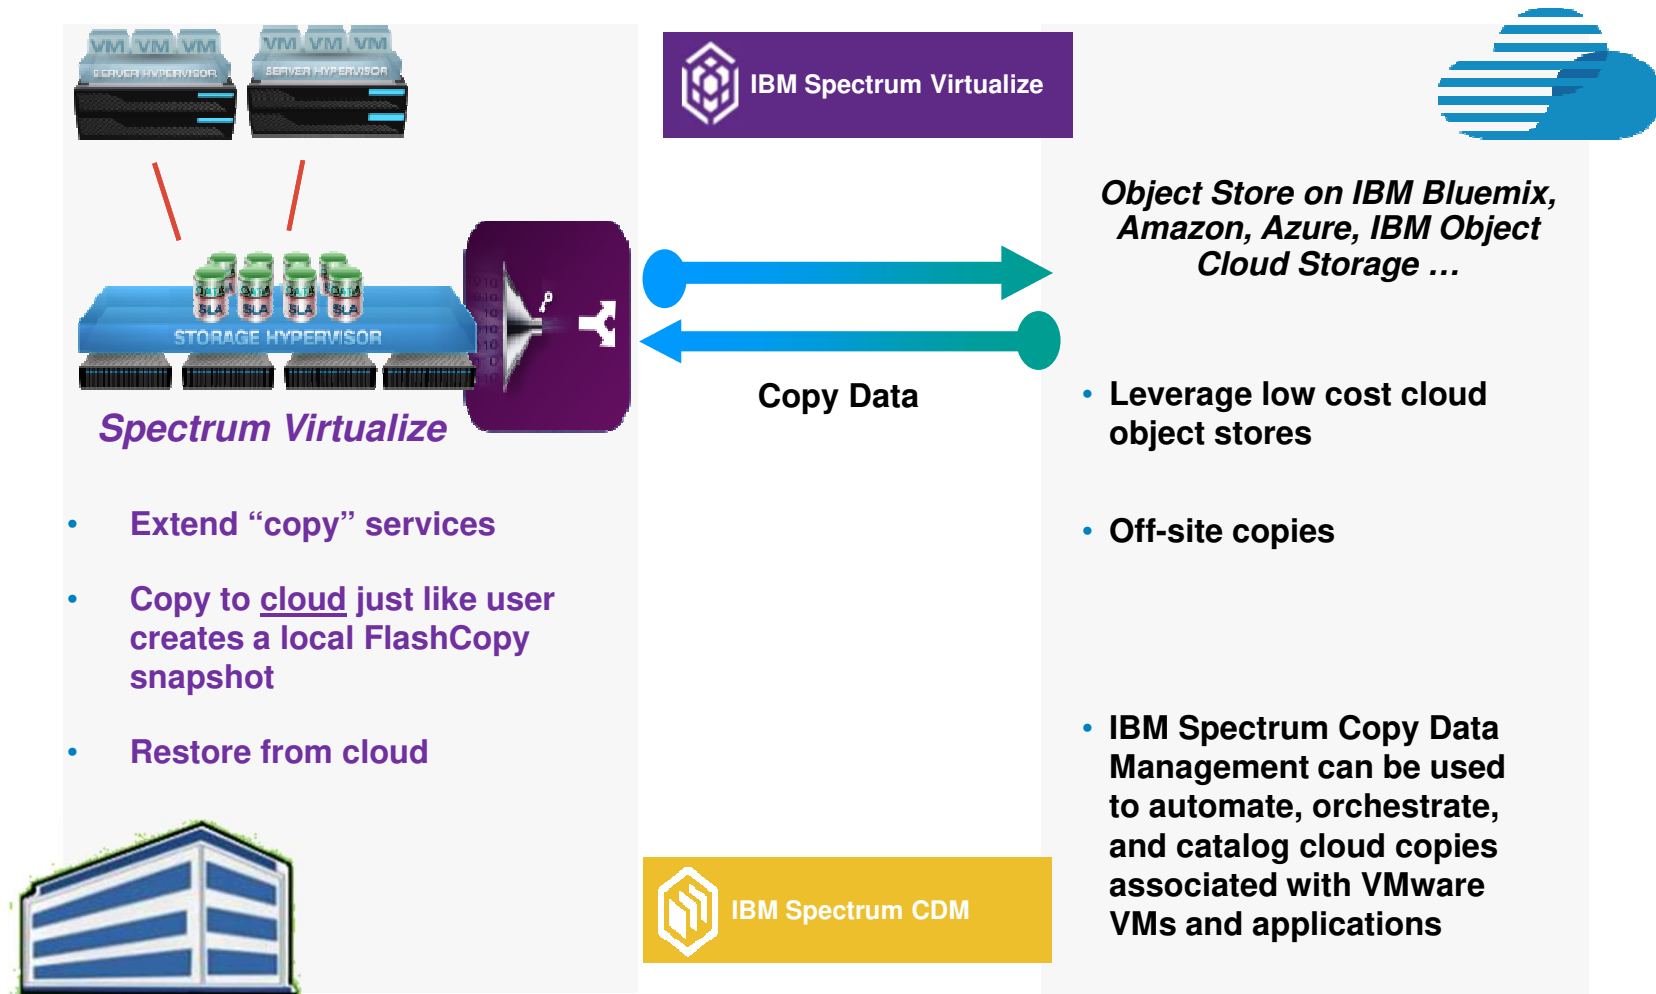 VM VM VM
SERVER HYPERVISOR
VM VM VM
SERVER HYPERVISOR
IBM Spectrum Virtualize
Object Store on IBM Bluemix,
Amazon, Azure, IBM Object
Cloud Storage …
DATA DATA DATA DATA
SLA SLA SLA SLA
STORAGE HYPERVISOR
Spectrum Virtualize
Copy Data
• Extend “copy” services
• Copy to cloud just like user
creates a local FlashCopy
snapshot
• Restore from cloud
• Leverage low cost cloud
object stores
• Off-site copies
• IBM Spectrum Copy Data
Management can be used
to automate, orchestrate,
and catalog cloud copies
associated with VMware
VMs and applications
IBM Spectrum CDM